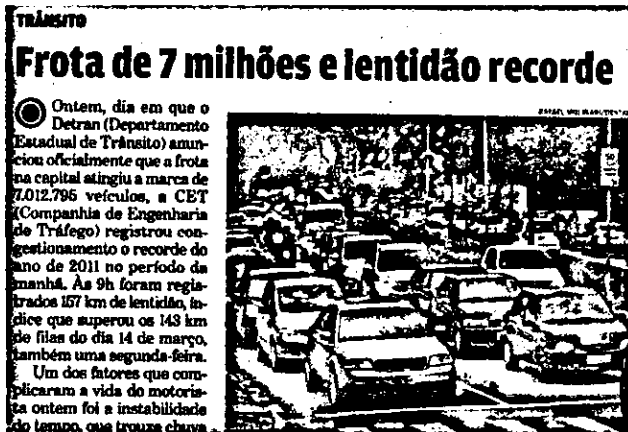 TRÂNSITO
Frota de 7 milhões e lentidão recorde
Ontem, dia em que o
Detran (Departamento
Estadual de Trânsito) anun-
ciou oficialmente que a frota
na capital atingiu a marca de
7.012.795 veículos, a CET
(Companhia de Engenharia
de Tráfego) registrou con-
gestionamento o recorde do
ano de 2011 no período da
manhã. Às 9h foram regis-
trados 157 km de lentidão, ín-
dice que superou os 143 km
de filas do dia 14 de março,
também uma segunda-feira.
Um dos fatores que com-
plicaram a vida do motoris-
ta ontem foi a instabilidade
do tempo, que trouxe chuva